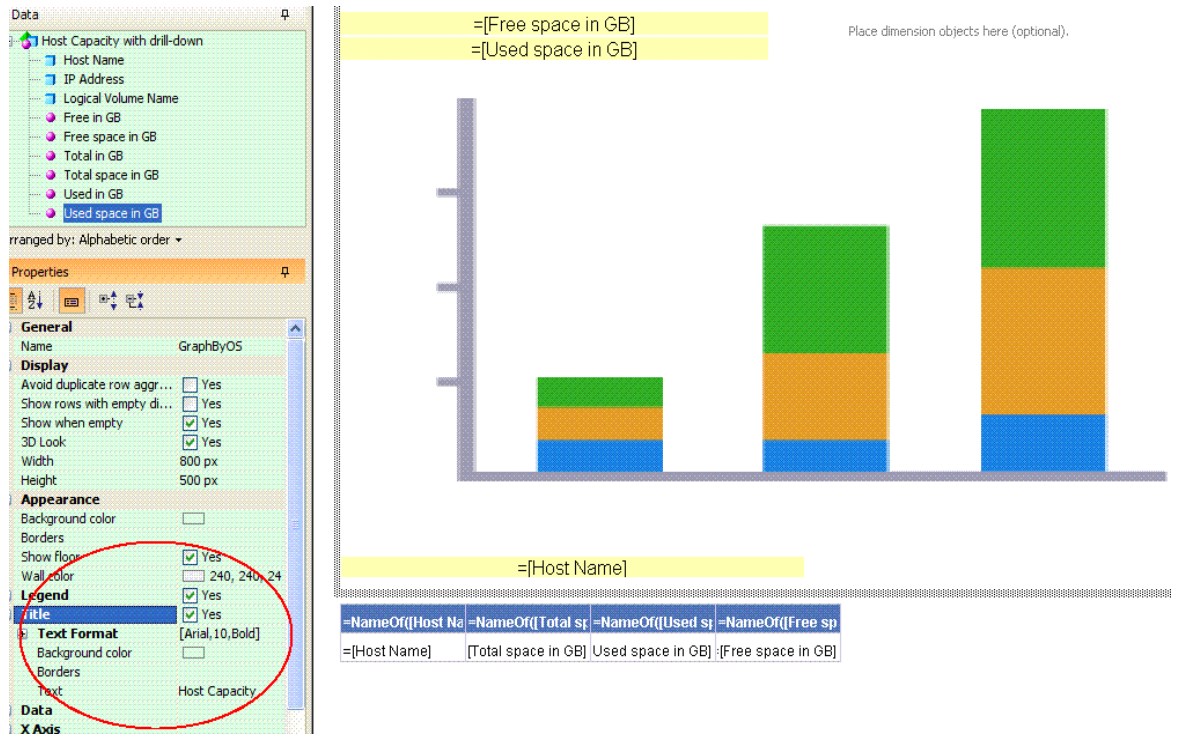 Data
Host Capacity with drill-down
Host Name
IP Address
Logical Volume Name
Free in GB
Free space in GB
Total in GB
Total space in GB
Used in GB
Used space in GB
rranged by: Alphabetic order
Properties
General
Name GraphByOS
Display
Avoid duplicate row aggr... Yes
Show rows with empty di... Yes
Show when empty Yes
3D Look Yes
Width 800 px
Height 500 px
Appearance
Background color
Borders
Show floor Yes
Wall color 240, 240, 24
Legend Yes
Title Yes
Text Format [Arial,10,Bold]
Background color
Borders
Text Host Capacity
Data
X Axis
=[Free space in GB]
=[Used space in GB]
Place dimension objects here (optional).
=[Host Name]
=NameOf([Host Na =NameOf([Total sp =NameOf([Used sp =NameOf([Free sp
=[Host Name] [Total space in GB] Used space in GB] :[Free space in GB]